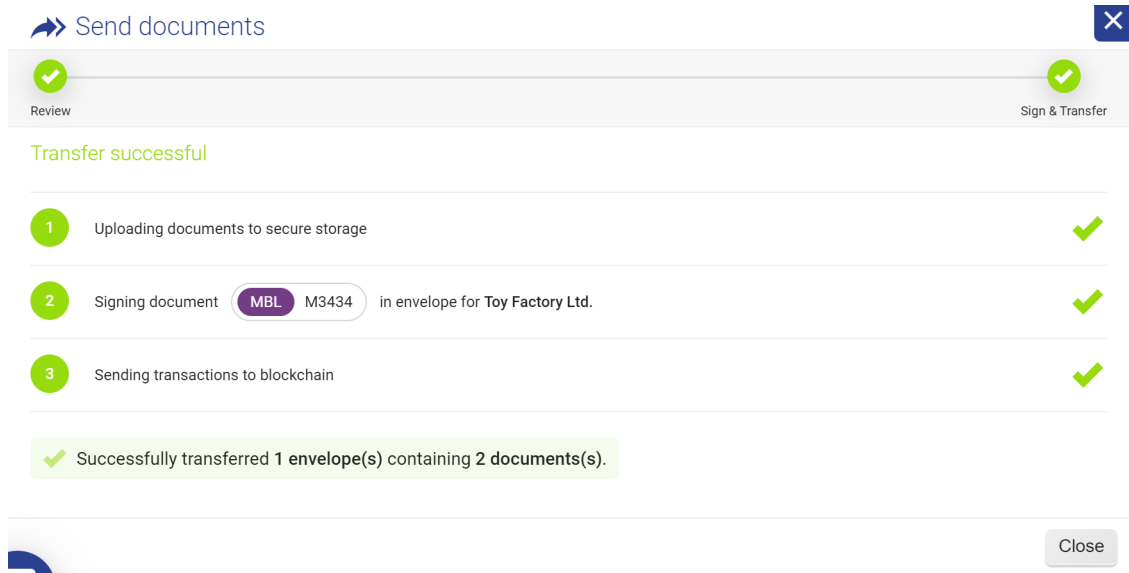 Send documents
Review
Sign & Transfer
Transfer successful
1 Uploading documents to secure storage
2 Signing document MBL M3434 in envelope for Toy Factory Ltd.
3 Sending transactions to blockchain
Successfully transferred 1 envelope(s) containing 2 documents(s).
Close